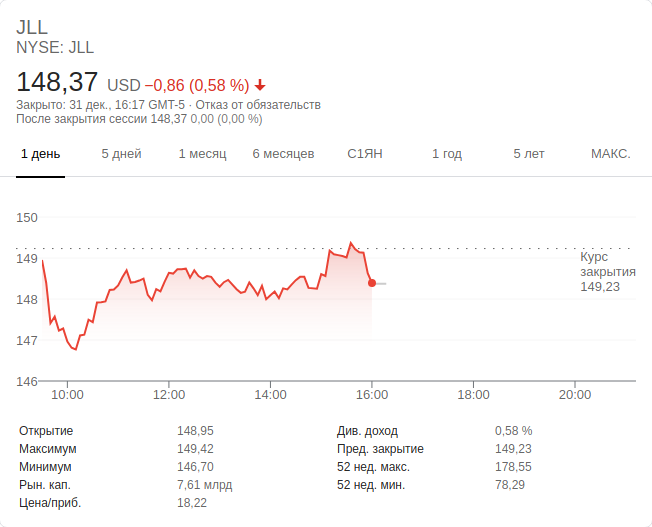 JLL
NYSE: JLL
148,37 USD −0,86 (0,58 %)
Закрыто: 31 дек., 16:17 GMT-5 · Отказ от обязательств
После закрытия сессии 148,37 0,00 (0,00 %)
1 день 5 дней 1 месяц 6 месяцев С1ЯН 1 год 5 лет МАКС.
150
149
148
147
146
Курс
закрытия
149,23
10:00 12:00 14:00 16:00 18:00 20:00
Открытие 148,95 Див. доход 0,58 %
Максимум 149,42 Пред. закрытие 149,23
Минимум 146,70 52 нед. макс. 178,55
Рын. кап. 7,61 млрд 52 нед. мин. 78,29
Цена/приб. 18,22